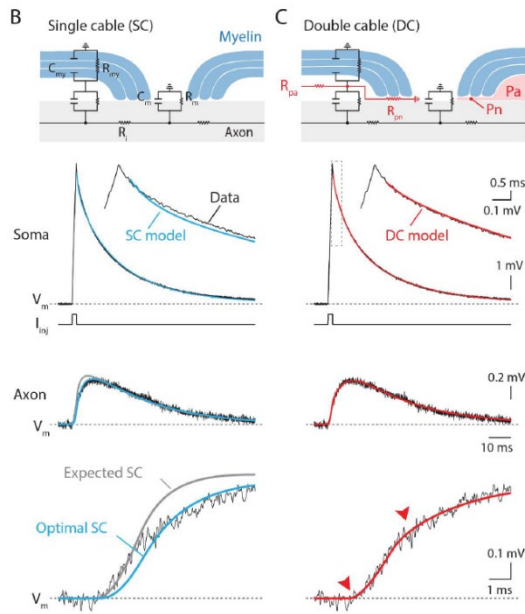 B Single cable (SC)
Myelin
C_my R_my
C_m R_m
R_i
Axon
Data
SC model
Soma
V_m
I_inj
Axon
V_m
Expected SC
Optimal SC
V_m
C Double cable (DC)
R_pa
R_pn
Pa
Pn
0.5 ms
0.1 mV
DC model
1 mV
0.2 mV
10 ms
0.1 mV
1 ms